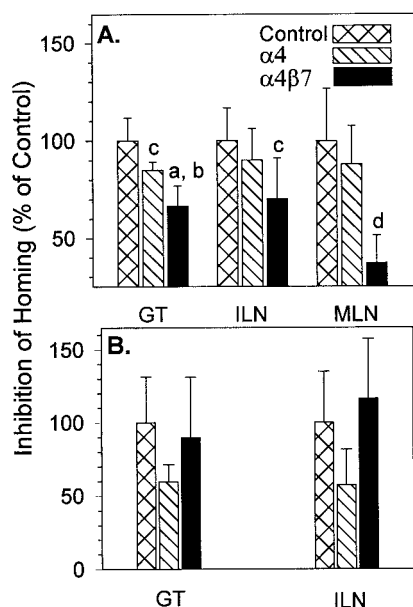 Inhibition of Homing (% of Control)
A.
Control
α4
α4β7
150
100
50
c
a, b
c
d
GT ILN MLN
B.
150
100
50
0
GT ILN